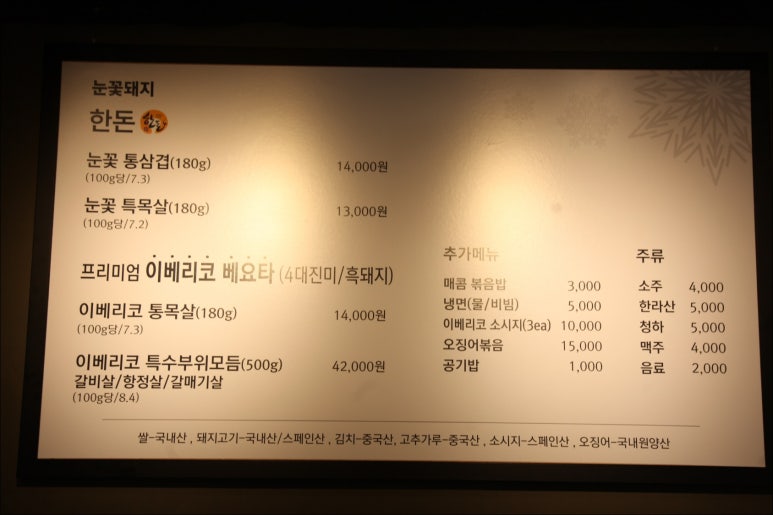 눈꽃돼지
한돈 한돈
눈꽃 통삼겹(180g) 14,000원
(100g당/7.3)
눈꽃 특목살(180g) 13,000원
(100g당/7.2)
프리미엄 이베리코 베요타 (4대진미/흑돼지)
이베리코 통목살(180g) 14,000원
(100g당/7.3)
이베리코 특수부위모듬(500g) 42,000원
갈비살/항정살/갈매기살
(100g당/8.4)
추가메뉴
매콤 볶음밥 3,000
냉면(물/비빔) 5,000
이베리코 소시지(3ea) 10,000
오징어볶음 15,000
공기밥 1,000
주류
소주 4,000
한라산 5,000
청하 5,000
맥주 4,000
음료 2,000
쌀-국내산 , 돼지고기-국내산/스페인산 , 김치-중국산, 고추가루-중국산 , 소시지-스페인산 , 오징어-국내원양산